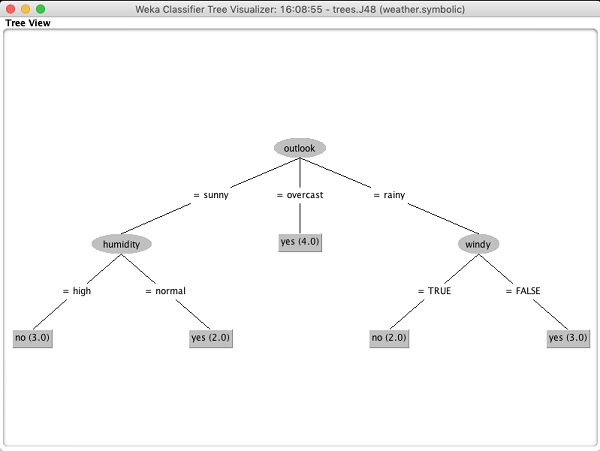 Weka Classifier Tree Visualizer: 16:08:55 - trees.J48 (weather.symbolic)
Tree View
outlook
= sunny
= overcast
= rainy
humidity
yes (4.0)
windy
= high
= normal
= TRUE
= FALSE
no (3.0)
yes (2.0)
no (2.0)
yes (3.0)